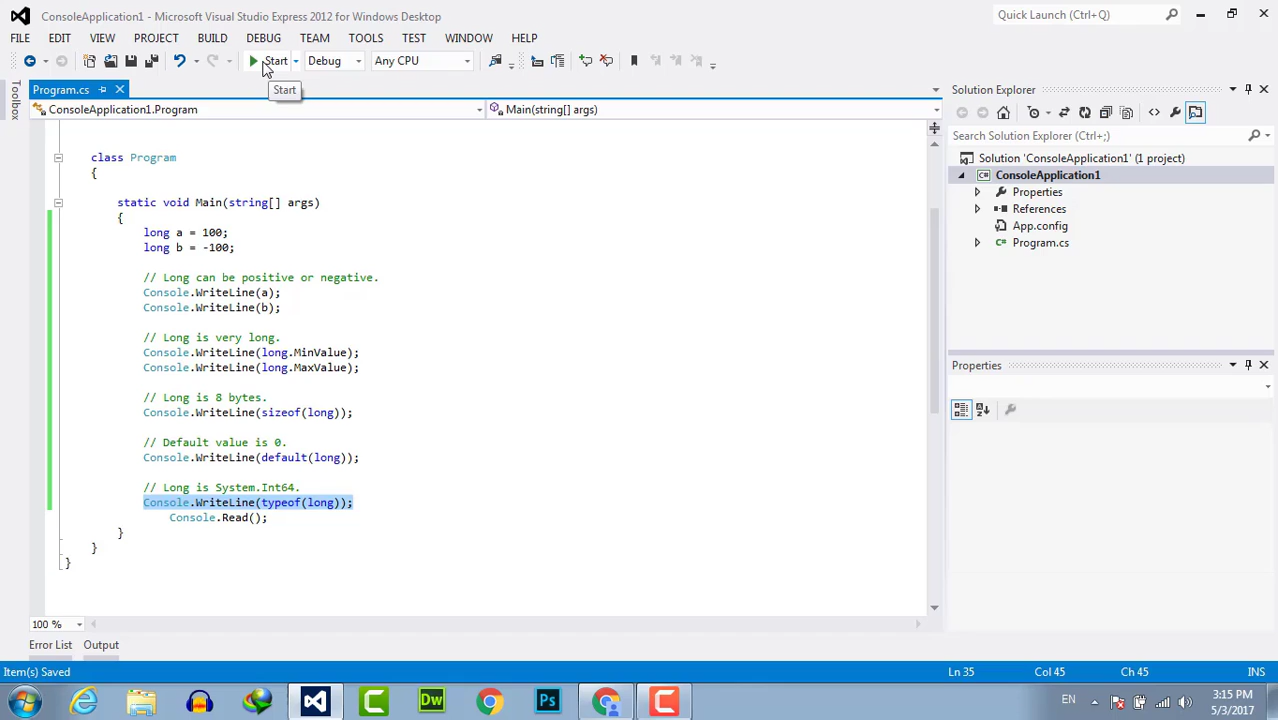 ConsoleApplication1 - Microsoft Visual Studio Express 2012 for Windows Desktop
Quick Launch (Ctrl+Q)
FILE EDIT VIEW PROJECT BUILD DEBUG TEAM TOOLS TEST WINDOW HELP
Start Debug Any CPU
Start
Toolbox
Program.cs
ConsoleApplication1.Program
Main(string[] args)
class Program
{
static void Main(string[] args)
{
long a = 100;
long b = -100;
// Long can be positive or negative.
Console.WriteLine(a);
Console.WriteLine(b);
// Long is very long.
Console.WriteLine(long.MinValue);
Console.WriteLine(long.MaxValue);
// Long is 8 bytes.
Console.WriteLine(sizeof(long));
// Default value is 0.
Console.WriteLine(default(long));
// Long is System.Int64.
Console.WriteLine(typeof(long));
Console.Read();
}
}
}
100 %
Solution Explorer
Search Solution Explorer (Ctrl+;)
Solution 'ConsoleApplication1' (1 project)
C# ConsoleApplication1
Properties
References
App.config
C# Program.cs
Properties
Error List Output
Item(s) Saved
Ln 35 Col 45 Ch 45 INS
Dw Ps
EN
3:15 PM
5/3/2017